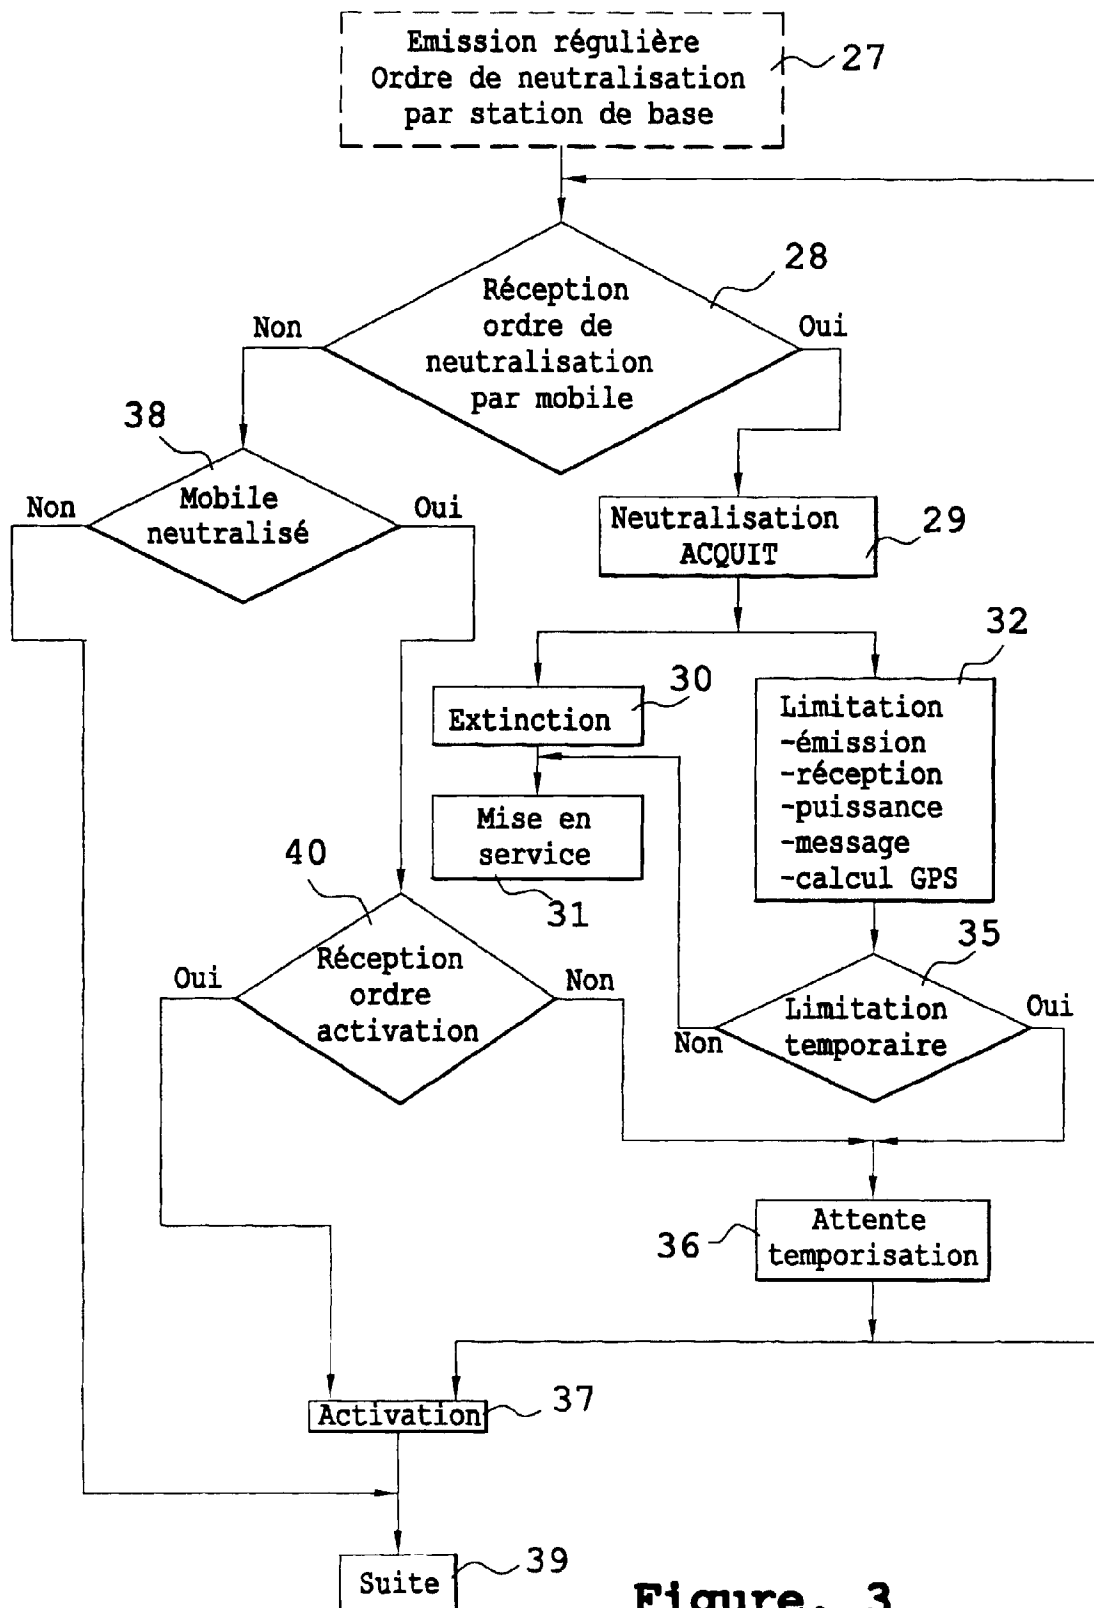 Emission régulière
Ordre de neutralisation
par station de base
27
28
Réception
ordre de
neutralisation
par mobile
Non
Oui
38
Mobile
neutralisé
Non
Oui
Neutralisation
ACQUIT
29
32
30
Extinction
Limitation
-émission
-réception
-puissance
-message
-calcul GPS
Mise en
service
31
40
Réception
ordre
activation
Oui
Non
35
Limitation
temporaire
Non
Oui
36
Attente
temporisation
Activation
37
Suite
39
Figure. 3